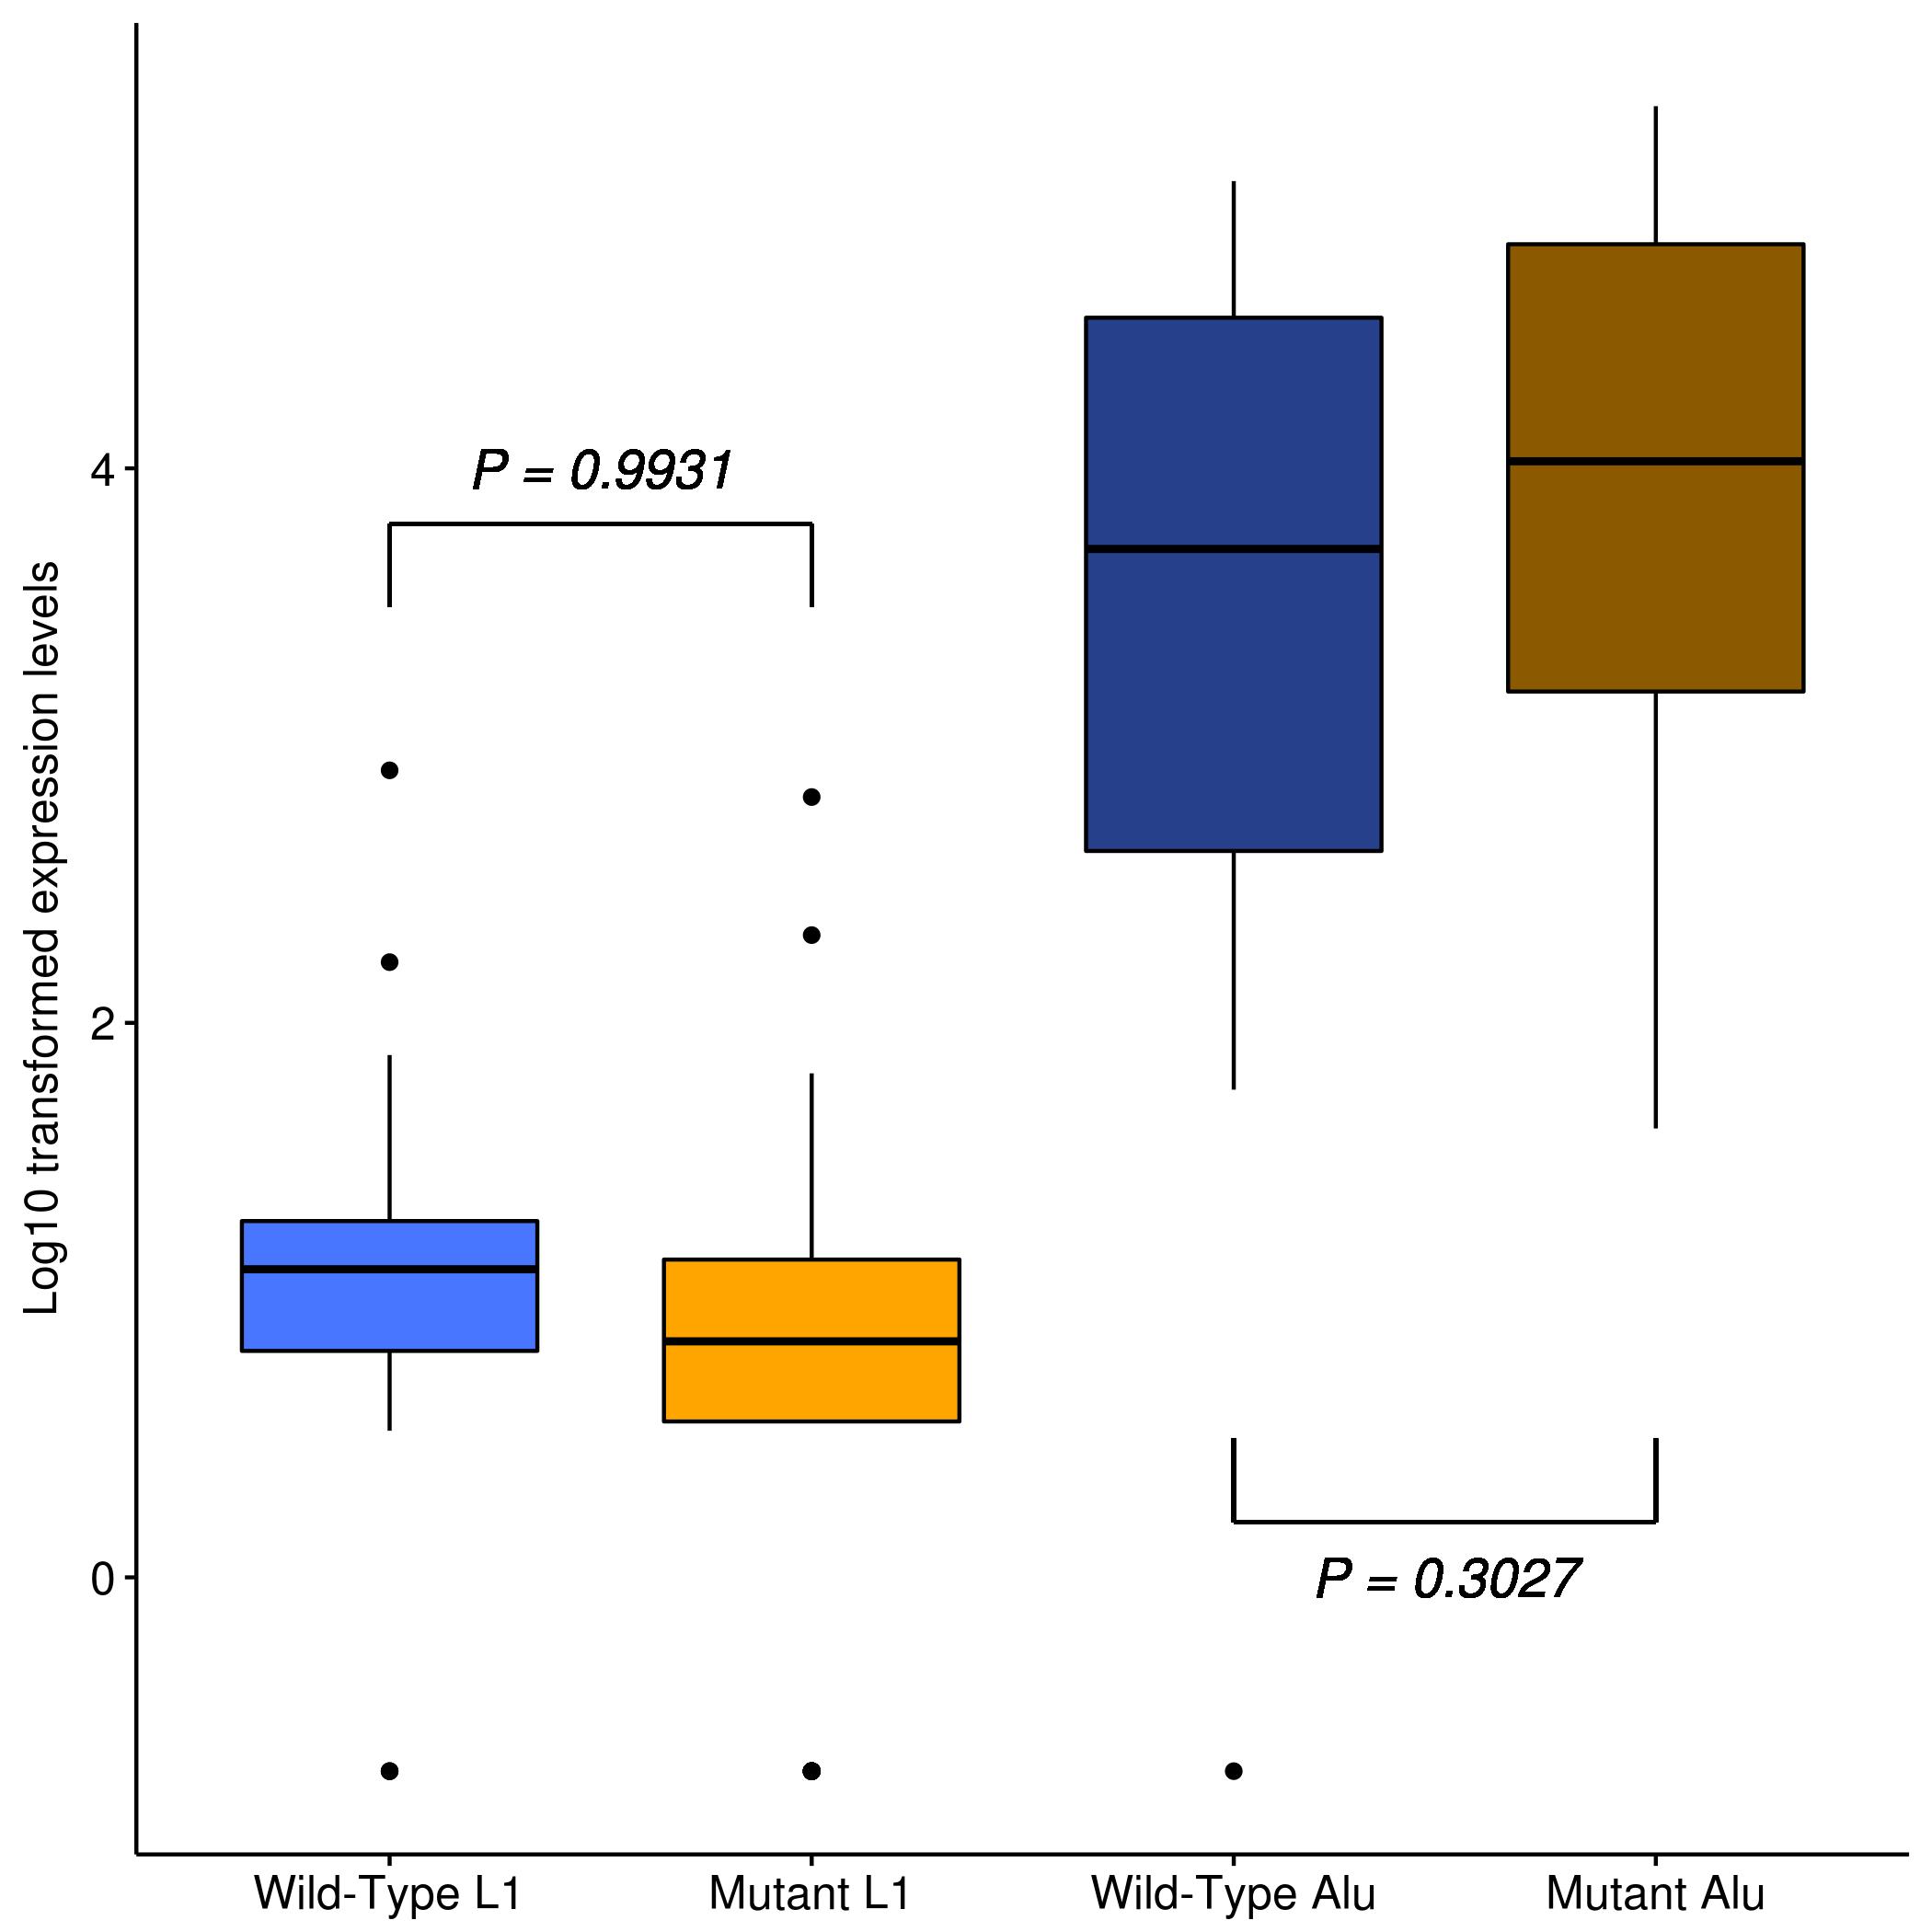 Log10 transformed expression levels
4
2
0
P = 0.9931
P = 0.3027
Wild-Type L1
Mutant L1
Wild-Type Alu
Mutant Alu